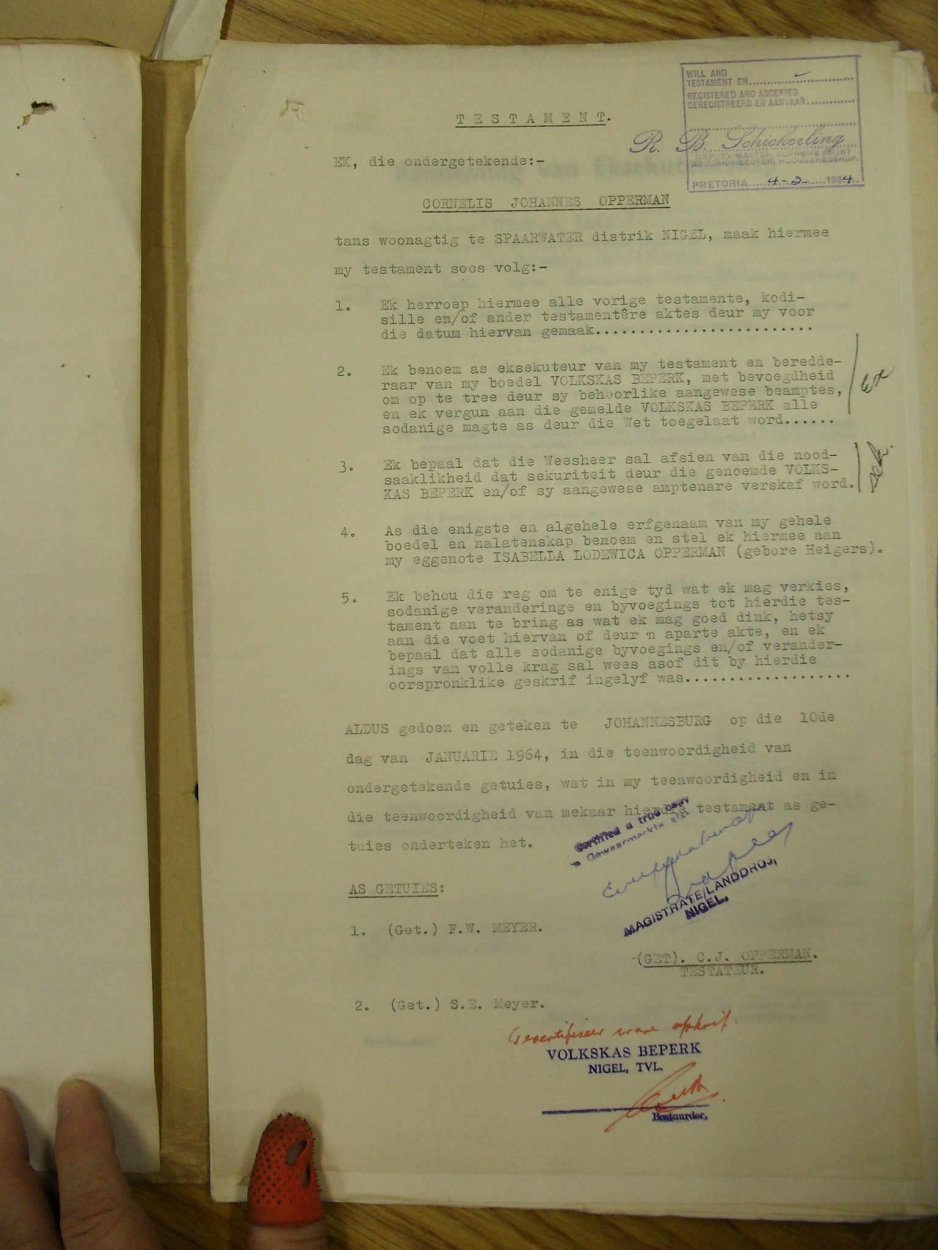 TESTAMENT.
WILL AND
TESTAMENT EN
REGISTERED AND ACCEPTED
GEREGISTREERD EN AANVAAR
R. B. Schickerling
PRETORIA 4-2-1984
EK, die ondergetekende:-
CORNELIS JOHANNES OPPERMAN
tans woonagtig te SPAARWATER distrik NIGEL, maak hiermee
my testament soos volg:-
1. Ek herroep hiermee alle vorige testamente, kodi-
sille en/of ander testamentêre aktes deur my voor
die datum hiervan gemaak..........................
2. Ek benoem as eksekuteur van my testament en beredde-
raar van my boedel VOLKSKAS BEPERK, met bevoegdheid
om op te tree deur sy behoorlike aangewese beamptes,
en ek vergun aan die gemelde VOLKSKAS BEPERK alle
sodanige magte as deur die Wet toegelaat word......
3. Ek bepaal dat die Weesheer sal afsien van die nood-
saaklikheid dat sekuriteit deur die genoemde VOLKS-
KAS BEPERK en/of sy aangewese amptenare verskaf word.
4. As die enigste en algehele erfgenaam van my gehele
boedel en nalatenskap benoem en stel ek hiermee aan
my eggenote ISABELLA LODEWICA OPPERMAN (gebore Heigers).
5. Ek behou die reg om te enige tyd wat ek mag verkies,
sodanige veranderinge en byvoegings tot hierdie tes-
tament aan te bring as wat ek mag goed dink, hetsy
aan die voet hiervan of deur 'n aparte akte, en ek
bepaal dat alle sodanige byvoegings en/of verander-
ings van volle krag sal wees asof dit by hierdie
oorspronklike geskrif ingelyf was...................
ALDUS gedoen en geteken te JOHANNESBURG op die 10de
dag van JANUARIE 1964, in die teenwoordigheid van
ondergetekende getuies, wat in my teenwoordigheid en in
die teenwoordigheid van mekaar hierdie testament as ge-
tuies onderteken het.
Certified a true copy
'n Gewaarmerkte
MAGISTRATE/LANDDROS,
NIGEL.
AS GETUIES:
1. (Get.) F.W. MEYER.
(GET). C.J. OPPERMAN.
TESTATEUR.
2. (Get.) S.E. Meyer.
Gesertifiseer ware afskrif.
VOLKSKAS BEPERK
NIGEL, TVL.
Bestuurder.